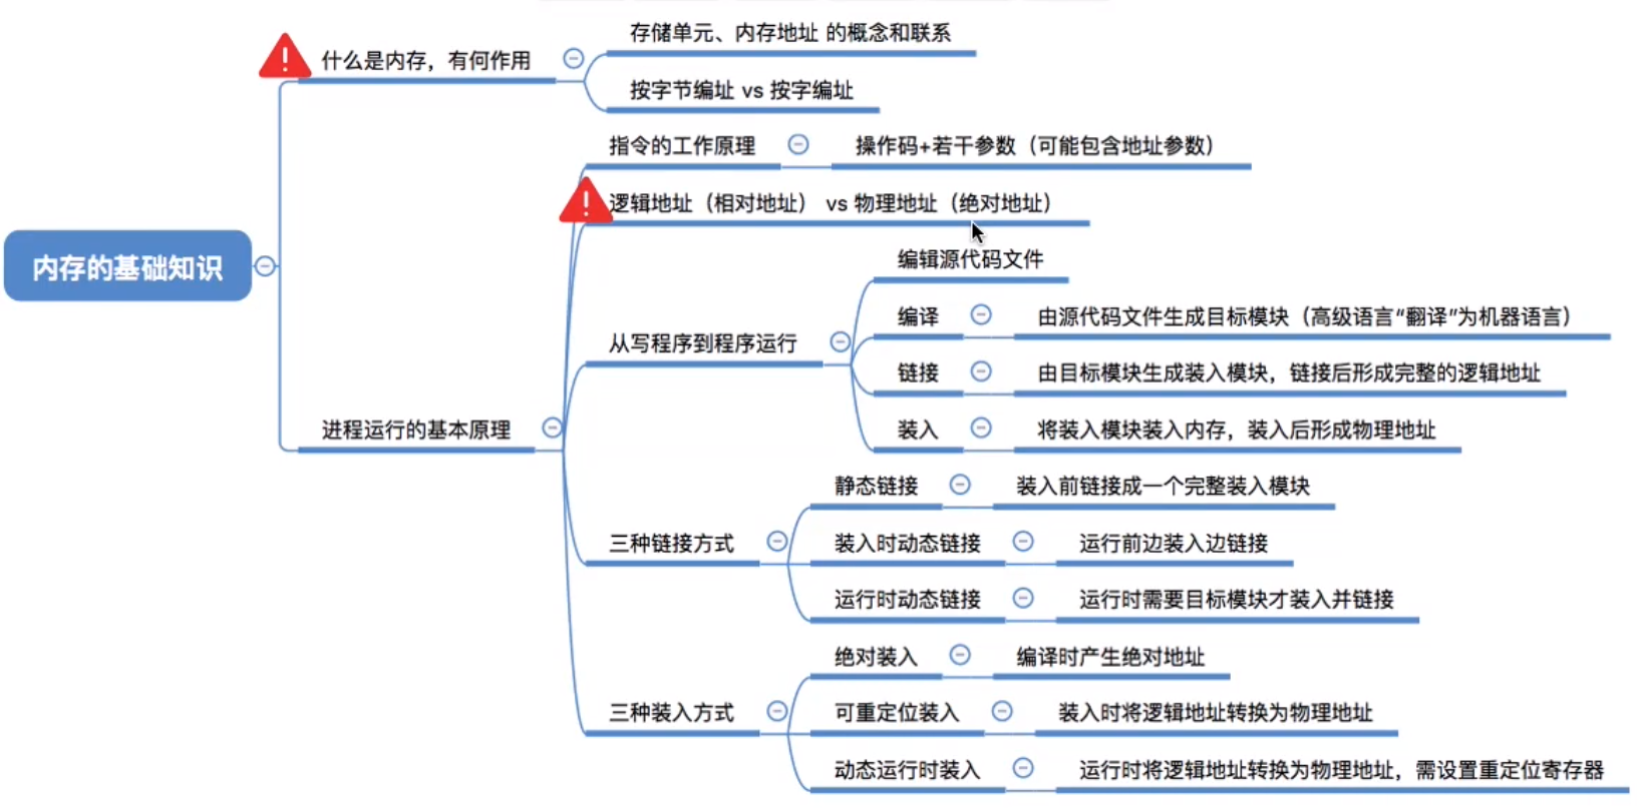 存储单元、内存地址 的概念和联系
什么是内存，有何作用
按字节编址 vs 按字编址
指令的工作原理
操作码+若干参数（可能包含地址参数）
逻辑地址（相对地址） vs 物理地址（绝对地址）
内存的基础知识
编辑源代码文件
编译
由源代码文件生成目标模块（高级语言“翻译”为机器语言）
从写程序到程序运行
链接
由目标模块生成装入模块，链接后形成完整的逻辑地址
进程运行的基本原理
装入
将装入模块装入内存，装入后形成物理地址
静态链接
装入前链接成一个完整装入模块
三种链接方式
装入时动态链接
运行前边装入边链接
运行时动态链接
运行时需要目标模块才装入并链接
绝对装入
编译时产生绝对地址
三种装入方式
可重定位装入
装入时将逻辑地址转换为物理地址
动态运行时装入
运行时将逻辑地址转换为物理地址，需设置重定位寄存器